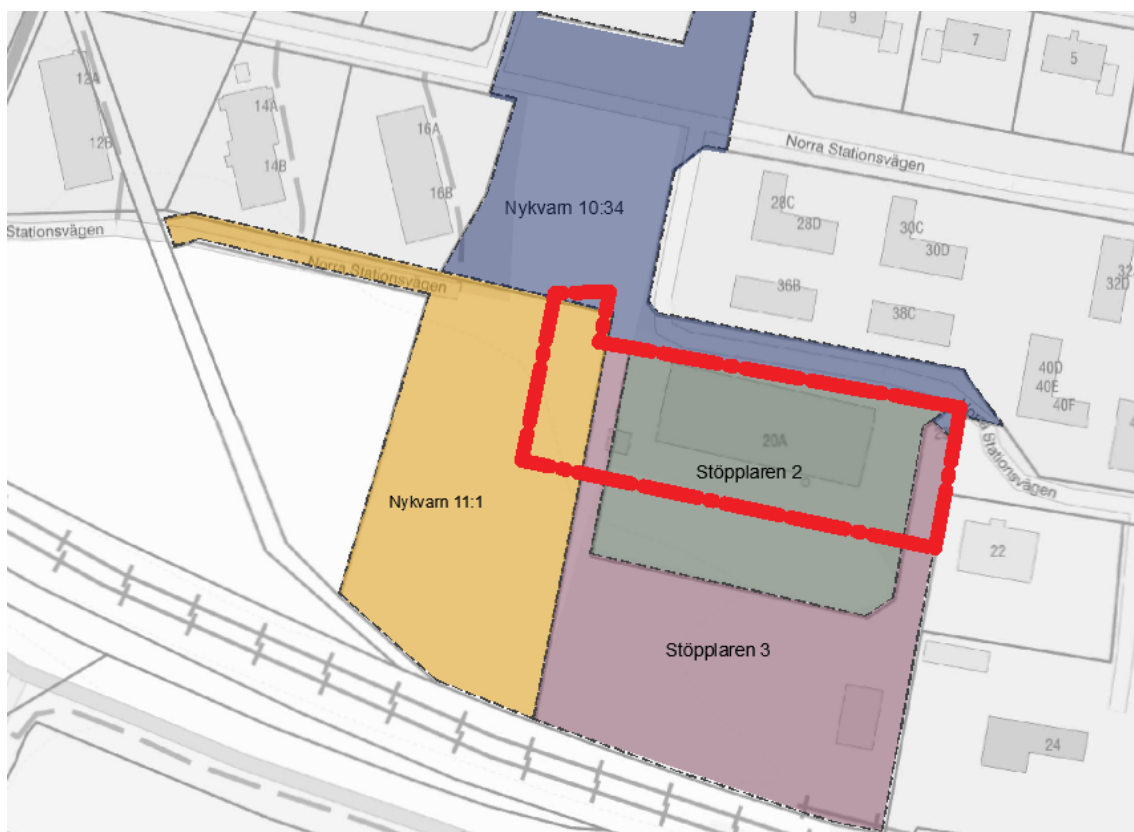 9
7
5
12A
12B
14A
14B
16A
16B
Norra Stationsvägen
Nykvarn 10:34
28C
28D
30C
30D
32D
Stationsvägen
Norra Stationsvägen
36B
38C
40D
40E
40F
20A
Norra Stationsvägen
Stöpplaren 2
Nykvarn 11:1
22
Stöpplaren 3
24